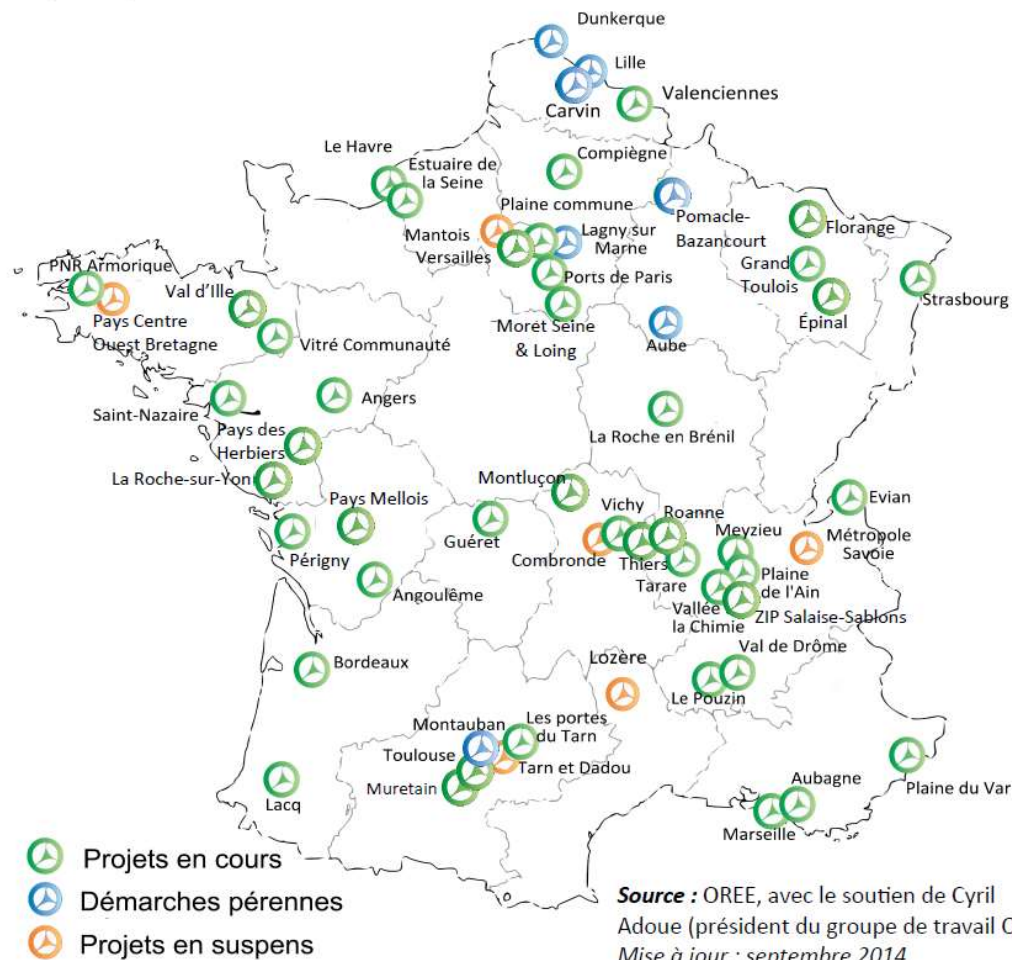 Dunkerque
Lille
Carvin
Valenciennes
Le Havre
Estuaire de
la Seine
Compiègne
Plaine commune
Pomacle-
Bazancourt
Florange
Mantois
Versailles
Lagny sur
Marne
Grand
Toulois
PNR Armorique
Val d'Ille
Ports de Paris
Strasbourg
Pays Centre
Ouest Bretagne
Vitré Communauté
Moret Seine
& Loing
Aube
Épinal
Saint-Nazaire
Angers
La Roche en Brénil
Pays des
Herbiers
La Roche-sur-Yon
Pays Mellois
Montluçon
Vichy
Roanne
Meyzieu
Evian
Périgny
Guéret
Combronde
Thiers
Tarare
Métropole
Savoie
Plaine
de l'Ain
Angoulême
Vallée
la Chimie
ZIP Salaise-Sablons
Bordeaux
Lozère
Val de Drôme
Le Pouzin
Montauban
Les portes
du Tarn
Toulouse
Tarn et Dadou
Muretain
Lacq
Aubagne
Marseille
Plaine du Var
Projets en cours
Démarches pérennes
Projets en suspens
Source : OREE, avec le soutien de Cyril
Adoue (président du groupe de travail
Mise à jour : septembre 2014